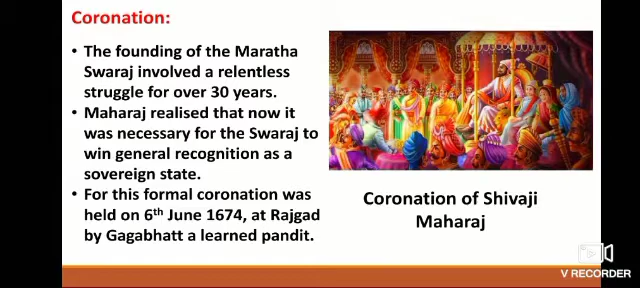 Coronation:
• The founding of the Maratha
Swaraj involved a relentless
struggle for over 30 years.
• Maharaj realised that now it
was necessary for the Swaraj to
win general recognition as a
sovereign state.
• For this formal coronation was
held on 6th June 1674, at Rajgad
by Gagabhatt a learned pandit.
Coronation of Shivaji
Maharaj
V RECORDER